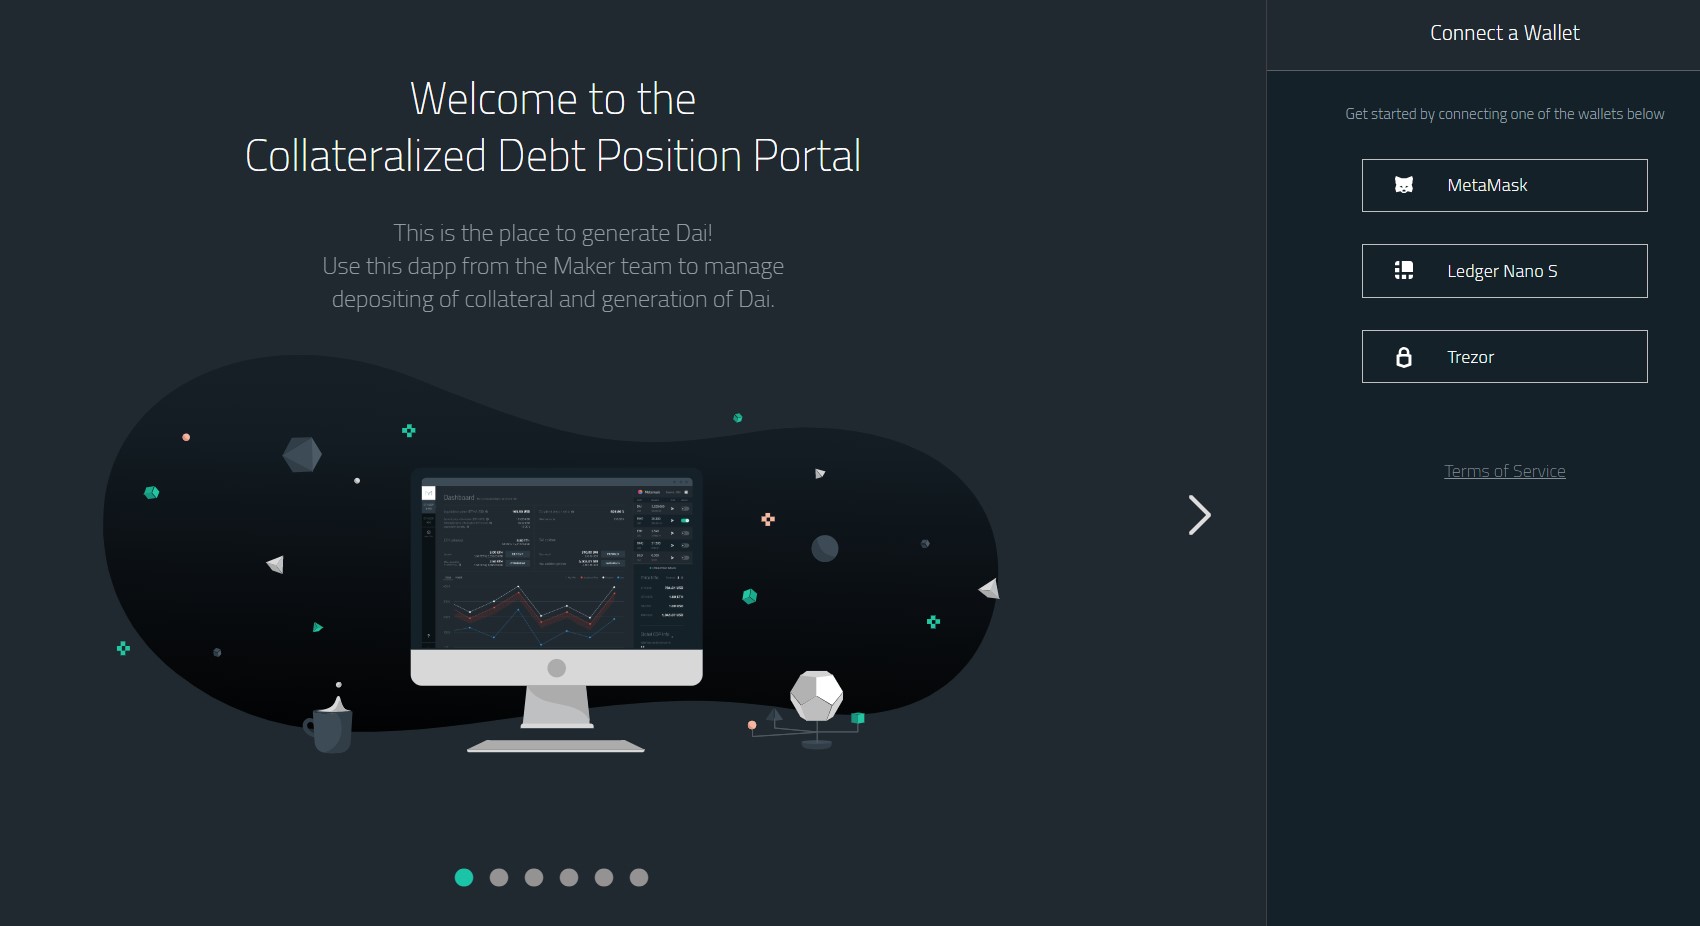 Welcome to the
Collateralized Debt Position Portal
This is the place to generate Dai!
Use this dapp from the Maker team to manage
depositing of collateral and generation of Dai.
Dashboard
Connect a Wallet
Get started by connecting one of the wallets below
MetaMask
Ledger Nano S
Trezor
Terms of Service